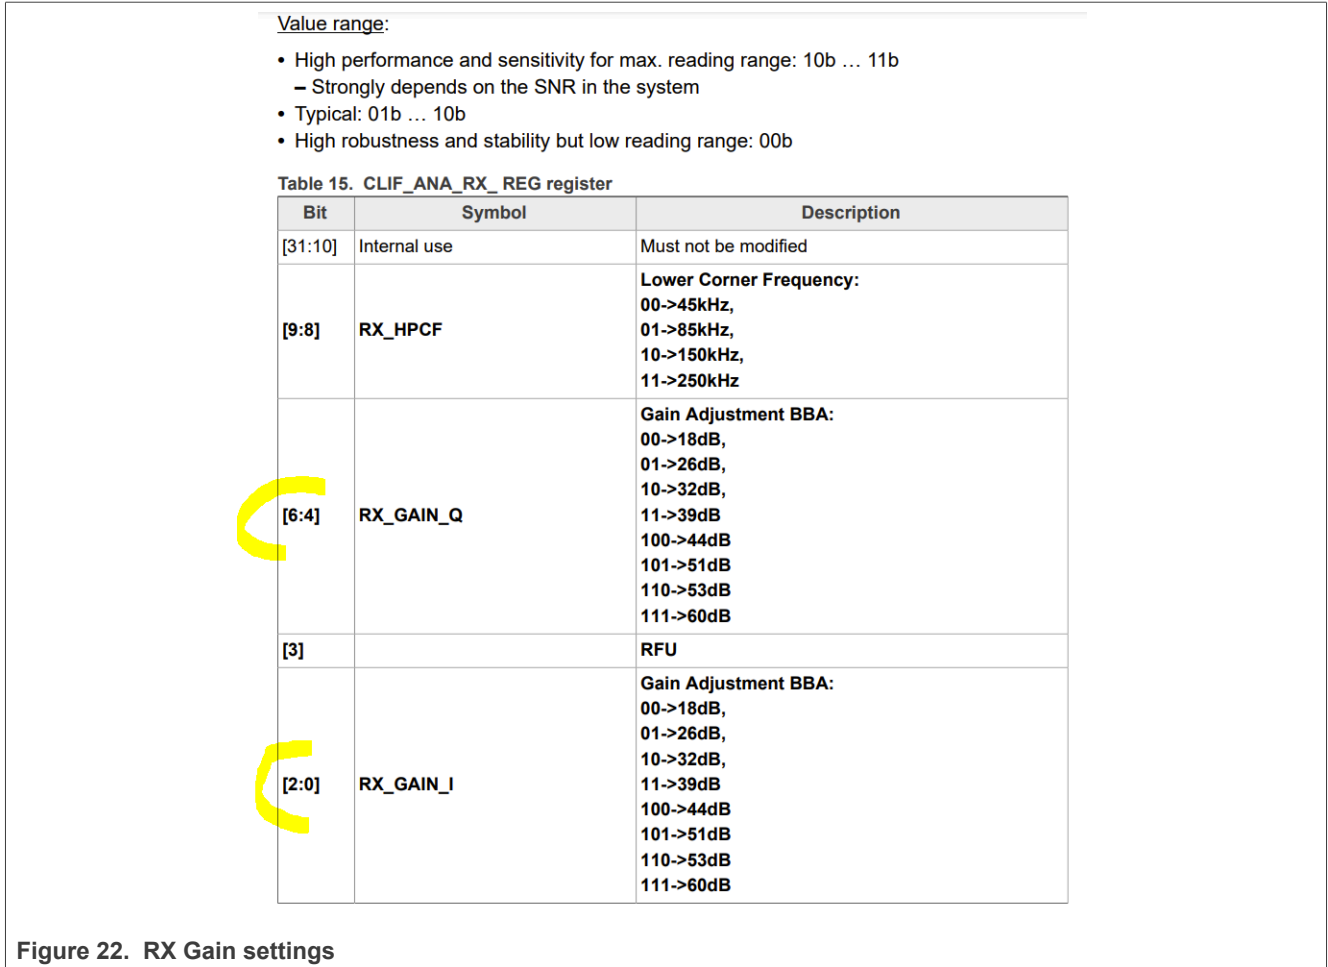 Value range:
• High performance and sensitivity for max. reading range: 10b … 11b
– Strongly depends on the SNR in the system
• Typical: 01b … 10b
• High robustness and stability but low reading range: 00b
Table 15. CLIF_ANA_RX_ REG register
Bit Symbol Description
[31:10] Internal use Must not be modified
[9:8] RX_HPCF Lower Corner Frequency:
00->45kHz,
01->85kHz,
10->150kHz,
11->250kHz
[6:4] RX_GAIN_Q Gain Adjustment BBA:
00->18dB,
01->26dB,
10->32dB,
11->39dB
100->44dB
101->51dB
110->53dB
111->60dB
[3] RFU
[2:0] RX_GAIN_I Gain Adjustment BBA:
00->18dB,
01->26dB,
10->32dB,
11->39dB
100->44dB
101->51dB
110->53dB
111->60dB
Figure 22. RX Gain settings